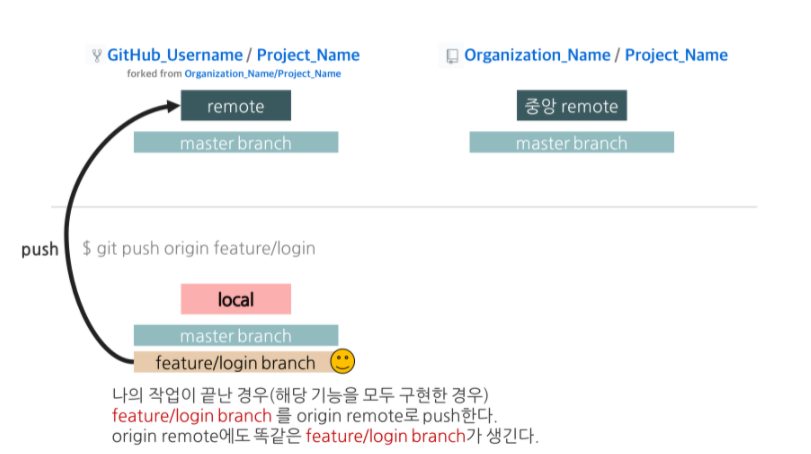 GitHub_Username / Project_Name
forked from Organization_Name/Project_Name
Organization_Name / Project_Name
remote
중앙 remote
master branch
master branch
push
$ git push origin feature/login
local
master branch
feature/login branch
나의 작업이 끝난 경우(해당 기능을 모두 구현한 경우)
feature/login branch 를 origin remote로 push한다.
origin remote에도 똑같은 feature/login branch가 생긴다.